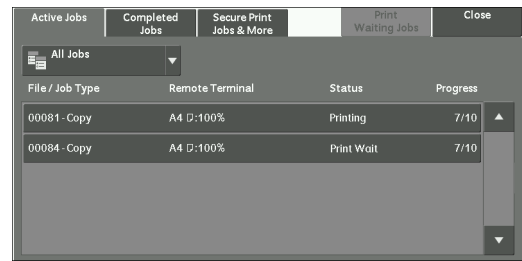 Active Jobs
Completed Jobs
Secure Print Jobs & More
Print Waiting Jobs
Close
All Jobs
File / Job Type Remote Terminal Status Progress
00081 - Copy A4 :100% Printing 7/10
00084 - Copy A4 :100% Print Wait 7/10